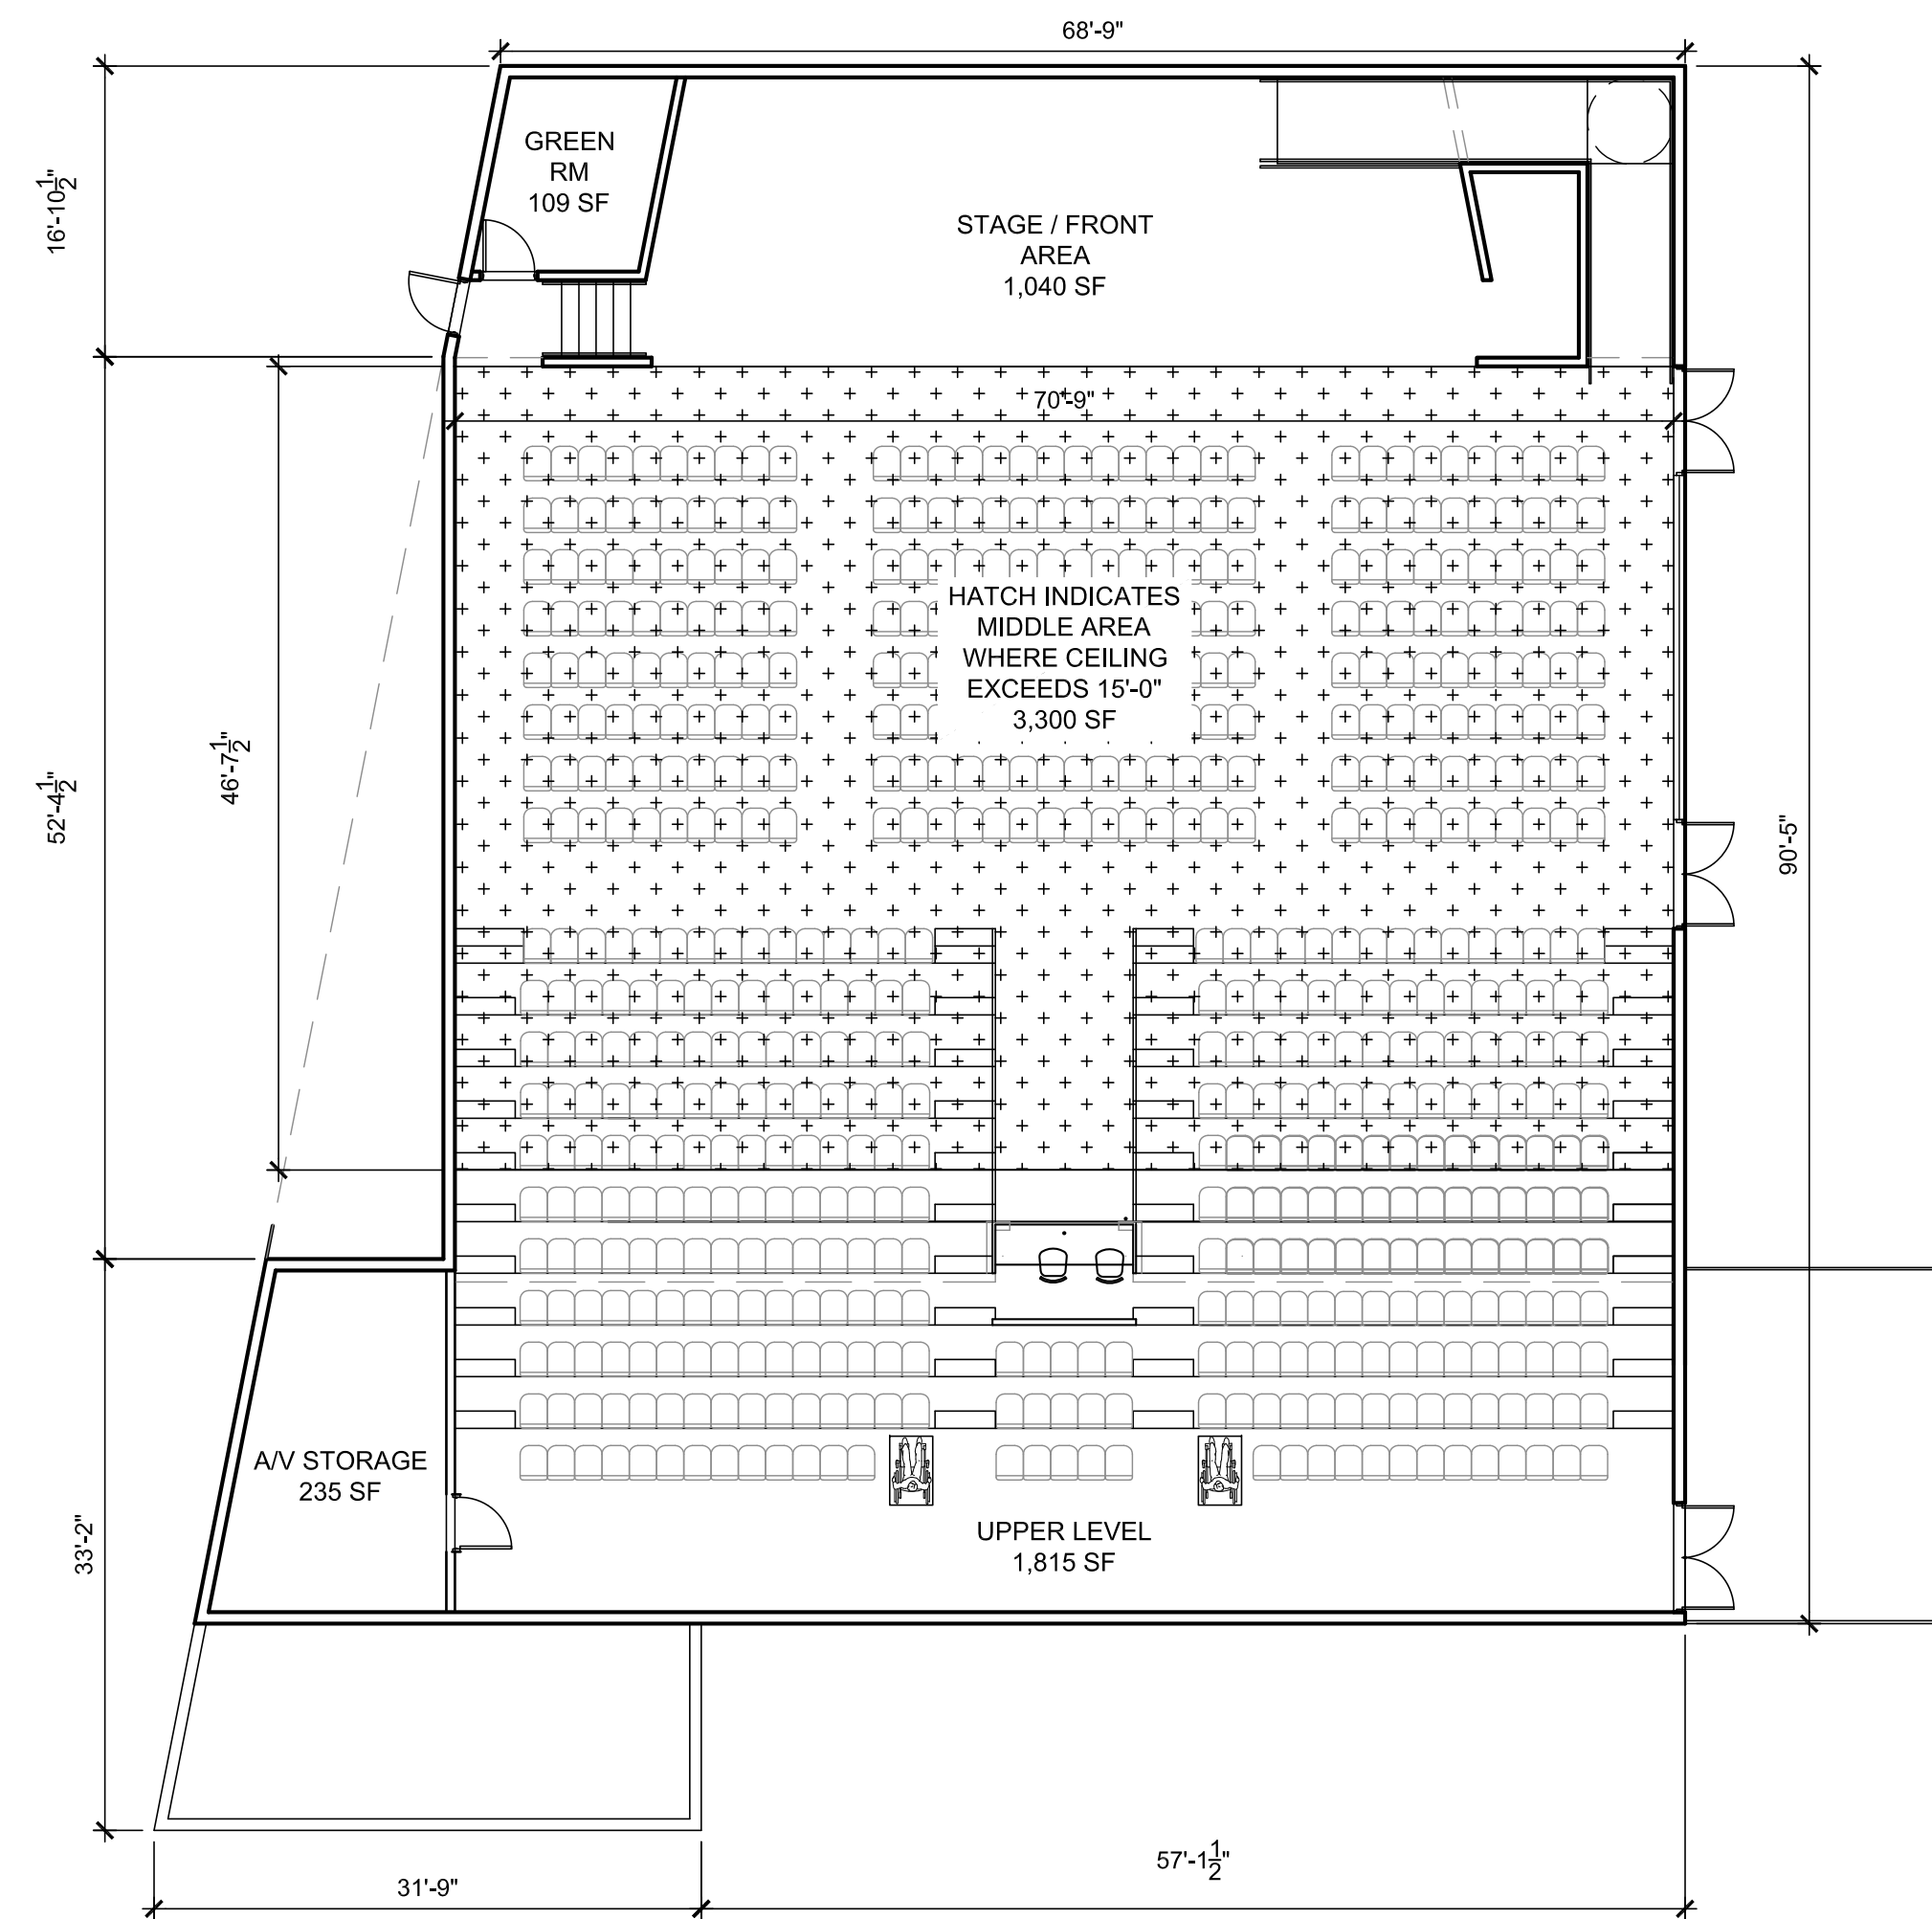 68'-9"
GREEN
RM
109 SF
16'-10 1/2"
STAGE / FRONT
AREA
1,040 SF
70'-9"
HATCH INDICATES
MIDDLE AREA
WHERE CEILING
EXCEEDS 15'-0"
3,300 SF
46'-7 1/2"
52'-4 1/2"
90'-5"
A/V STORAGE
235 SF
UPPER LEVEL
1,815 SF
33'-2"
57'-1 1/2"
31'-9"